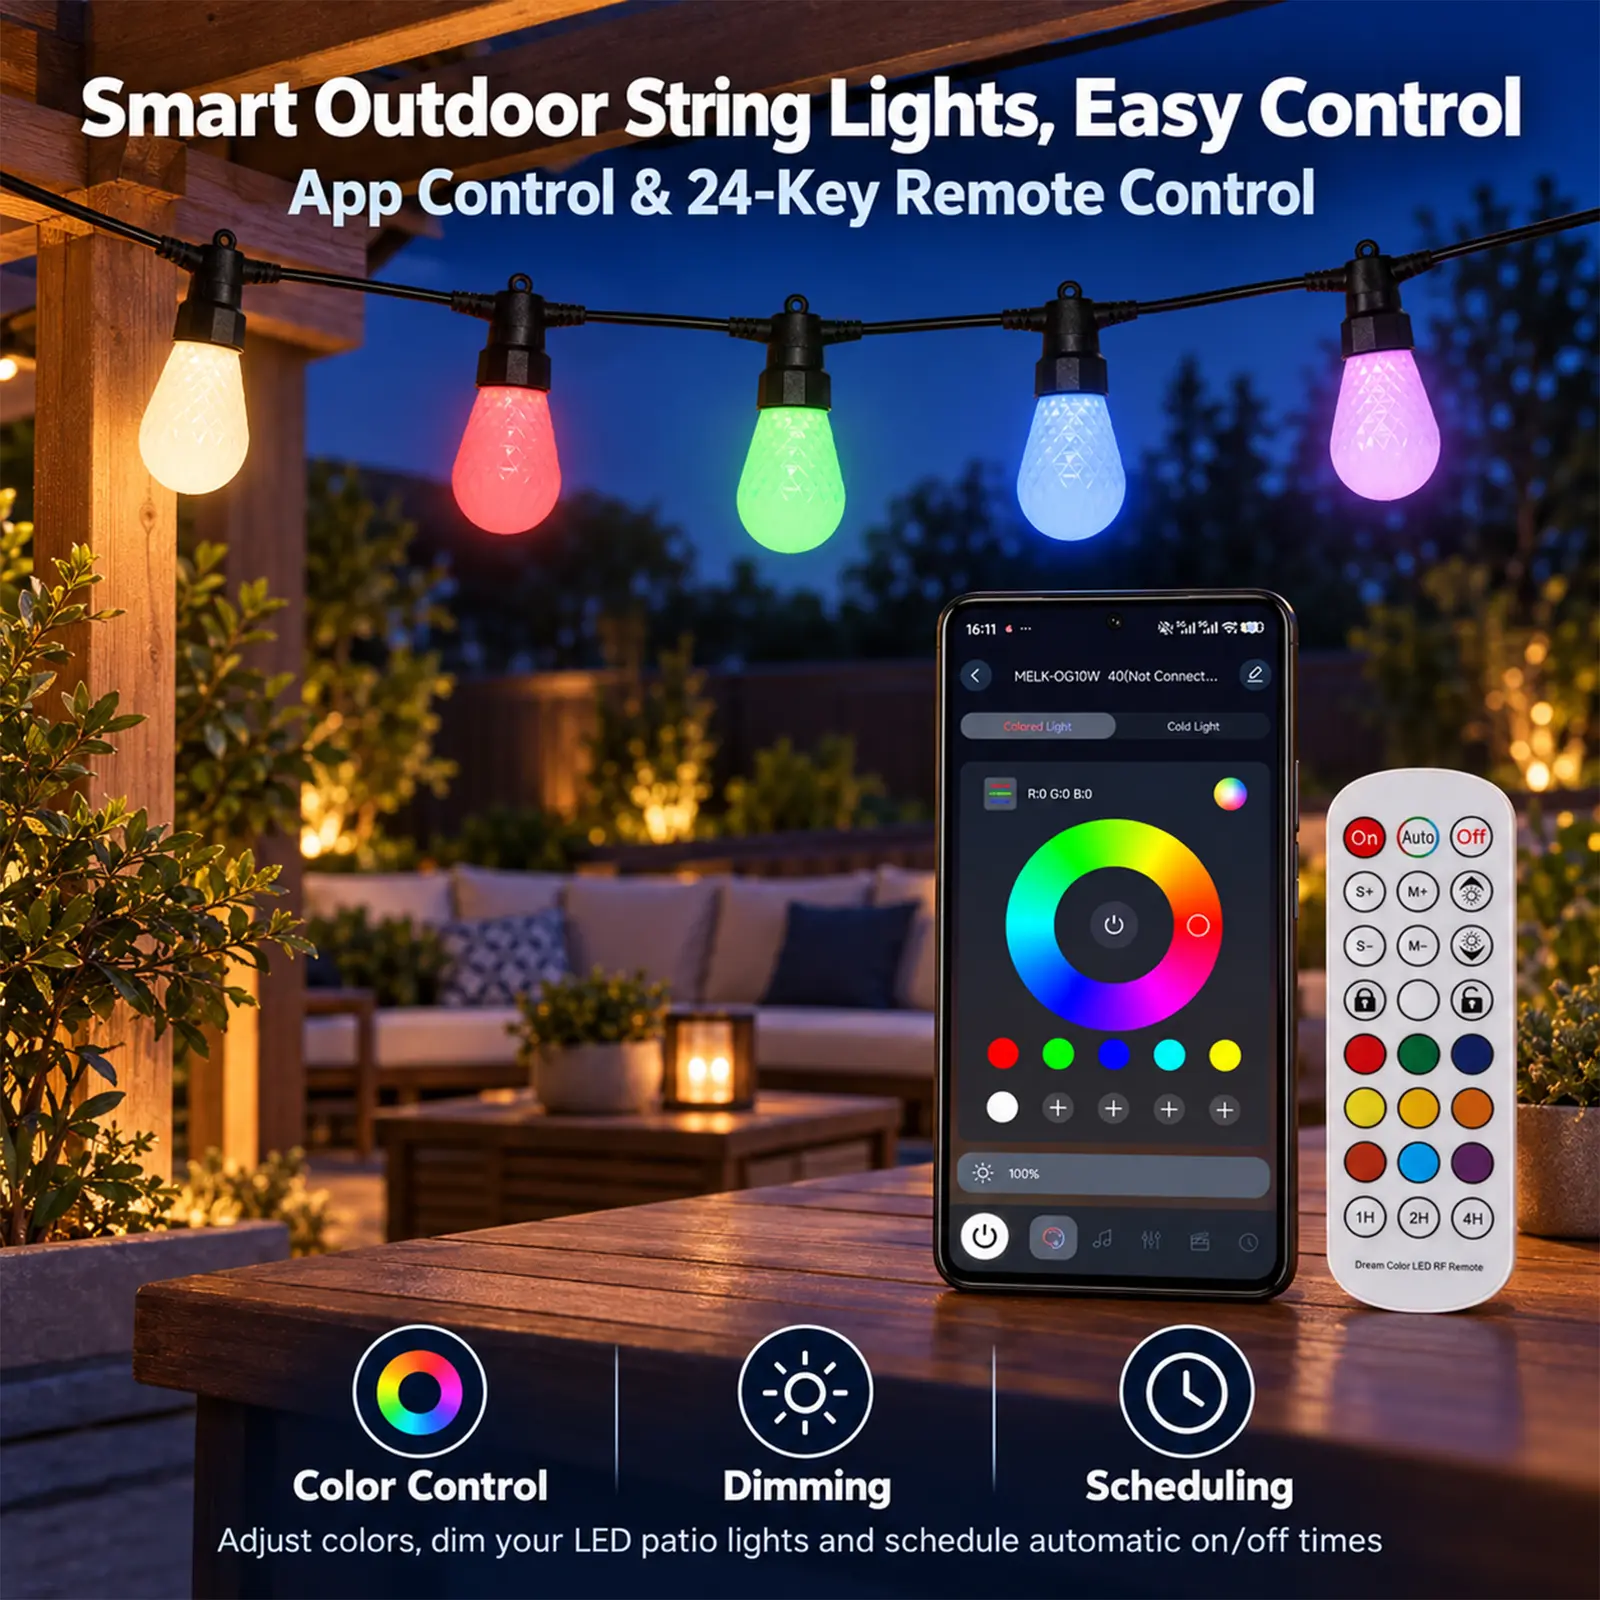 Smart Outdoor String Lights, Easy Control
App Control & 24-Key Remote Control
16:11
MELK-OG10W 40(Not Connect...
Colored Light
Cold Light
R:0 G:0 B:0
100%
On Auto Off
S+ M+
S- M-
1H 2H 4H
Dream Color LED RF Remote
Color Control
Dimming
Scheduling
Adjust colors, dim your LED patio lights and schedule automatic on/off times